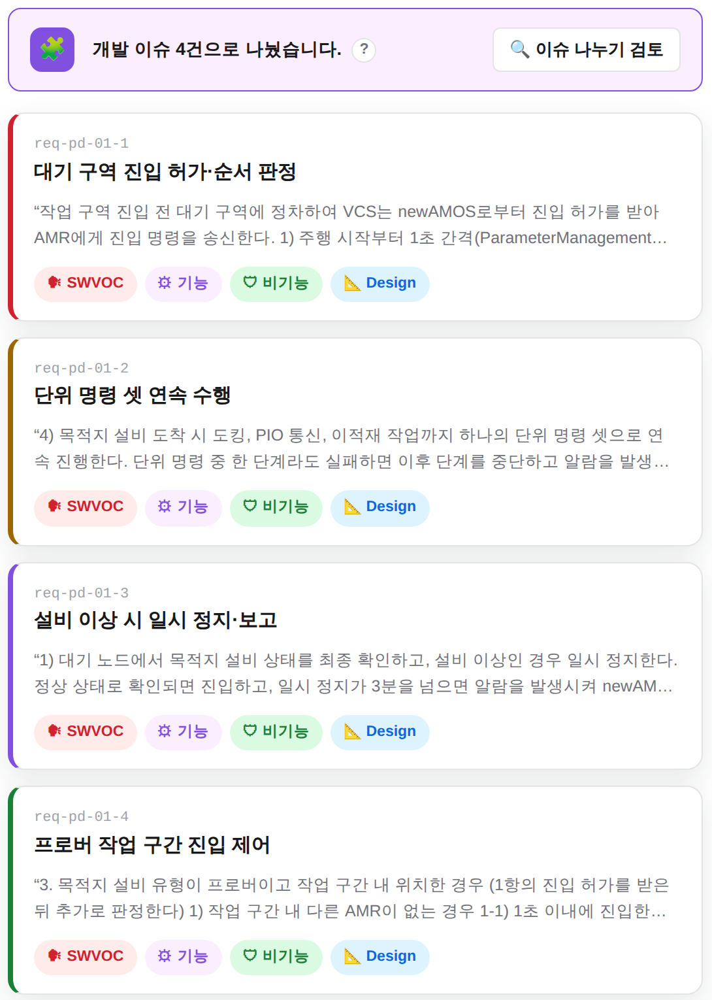 개발 이슈 4건으로 나눴습니다. ?
🔍 이슈 나누기 검토
req-pd-01-1
대기 구역 진입 허가·순서 판정
“작업 구역 진입 전 대기 구역에 정차하여 VCS는 newAMOS로부터 진입 허가를 받아
AMR에게 진입 명령을 송신한다. 1) 주행 시작부터 1초 간격(ParameterManagement…
SWVOC 기능 비기능 Design
req-pd-01-2
단위 명령 셋 연속 수행
“4) 목적지 설비 도착 시 도킹, PIO 통신, 이적재 작업까지 하나의 단위 명령 셋으로 연
속 진행한다. 단위 명령 중 한 단계라도 실패하면 이후 단계를 중단하고 알람을 발생…
SWVOC 기능 비기능 Design
req-pd-01-3
설비 이상 시 일시 정지·보고
“1) 대기 노드에서 목적지 설비 상태를 최종 확인하고, 설비 이상인 경우 일시 정지한다.
정상 상태로 확인되면 진입하고, 일시 정지가 3분을 넘으면 알람을 발생시켜 newAM…
SWVOC 기능 비기능 Design
req-pd-01-4
프로버 작업 구간 진입 제어
“3. 목적지 설비 유형이 프로버이고 작업 구간 내 위치한 경우 (1항의 진입 허가를 받은
뒤 추가로 판정한다) 1) 작업 구간 내 다른 AMR이 없는 경우 1-1) 1초 이내에 진입한…
SWVOC 기능 비기능 Design